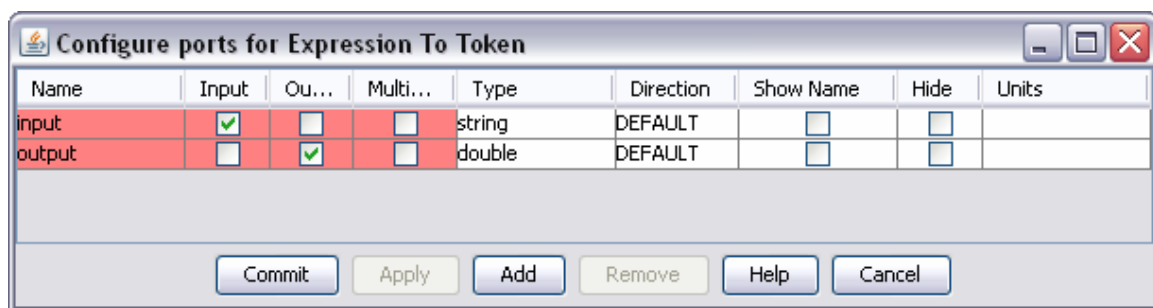 Configure ports for Expression To Token
Name Input Ou... Multi... Type Direction Show Name Hide Units
input string DEFAULT
output double DEFAULT
Commit Apply Add Remove Help Cancel